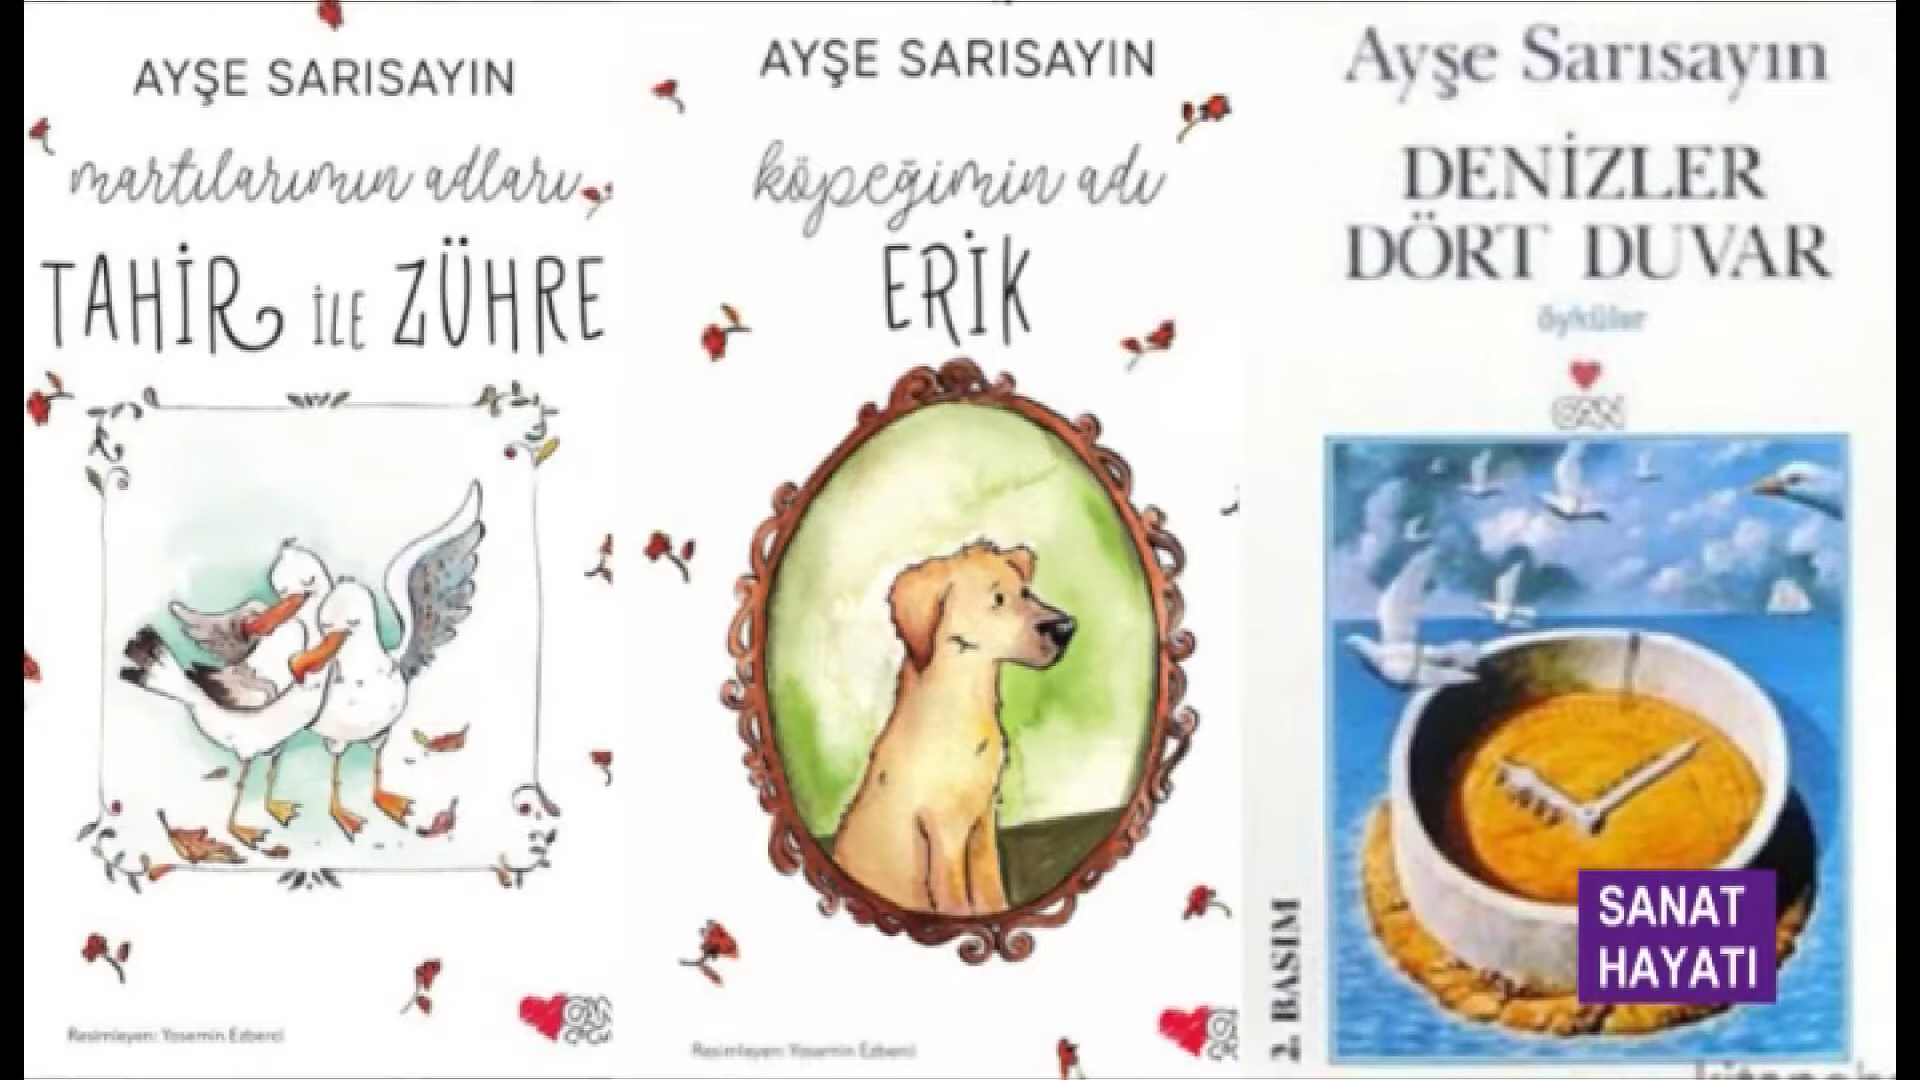 AYŞE SARISAYIN
martılarımın adları
TAHİR İLE ZÜHRE
Resimleyen: Yasemin Ezberci
AYŞE SARISAYIN
köpeğimin adı
ERİK
Resimleyen: Yasemin Ezberci
Ayşe Sarısayın
DENİZLER
DÖRT DUVAR
öyküler
CAN
2. BASIM
SANAT
HAYATI